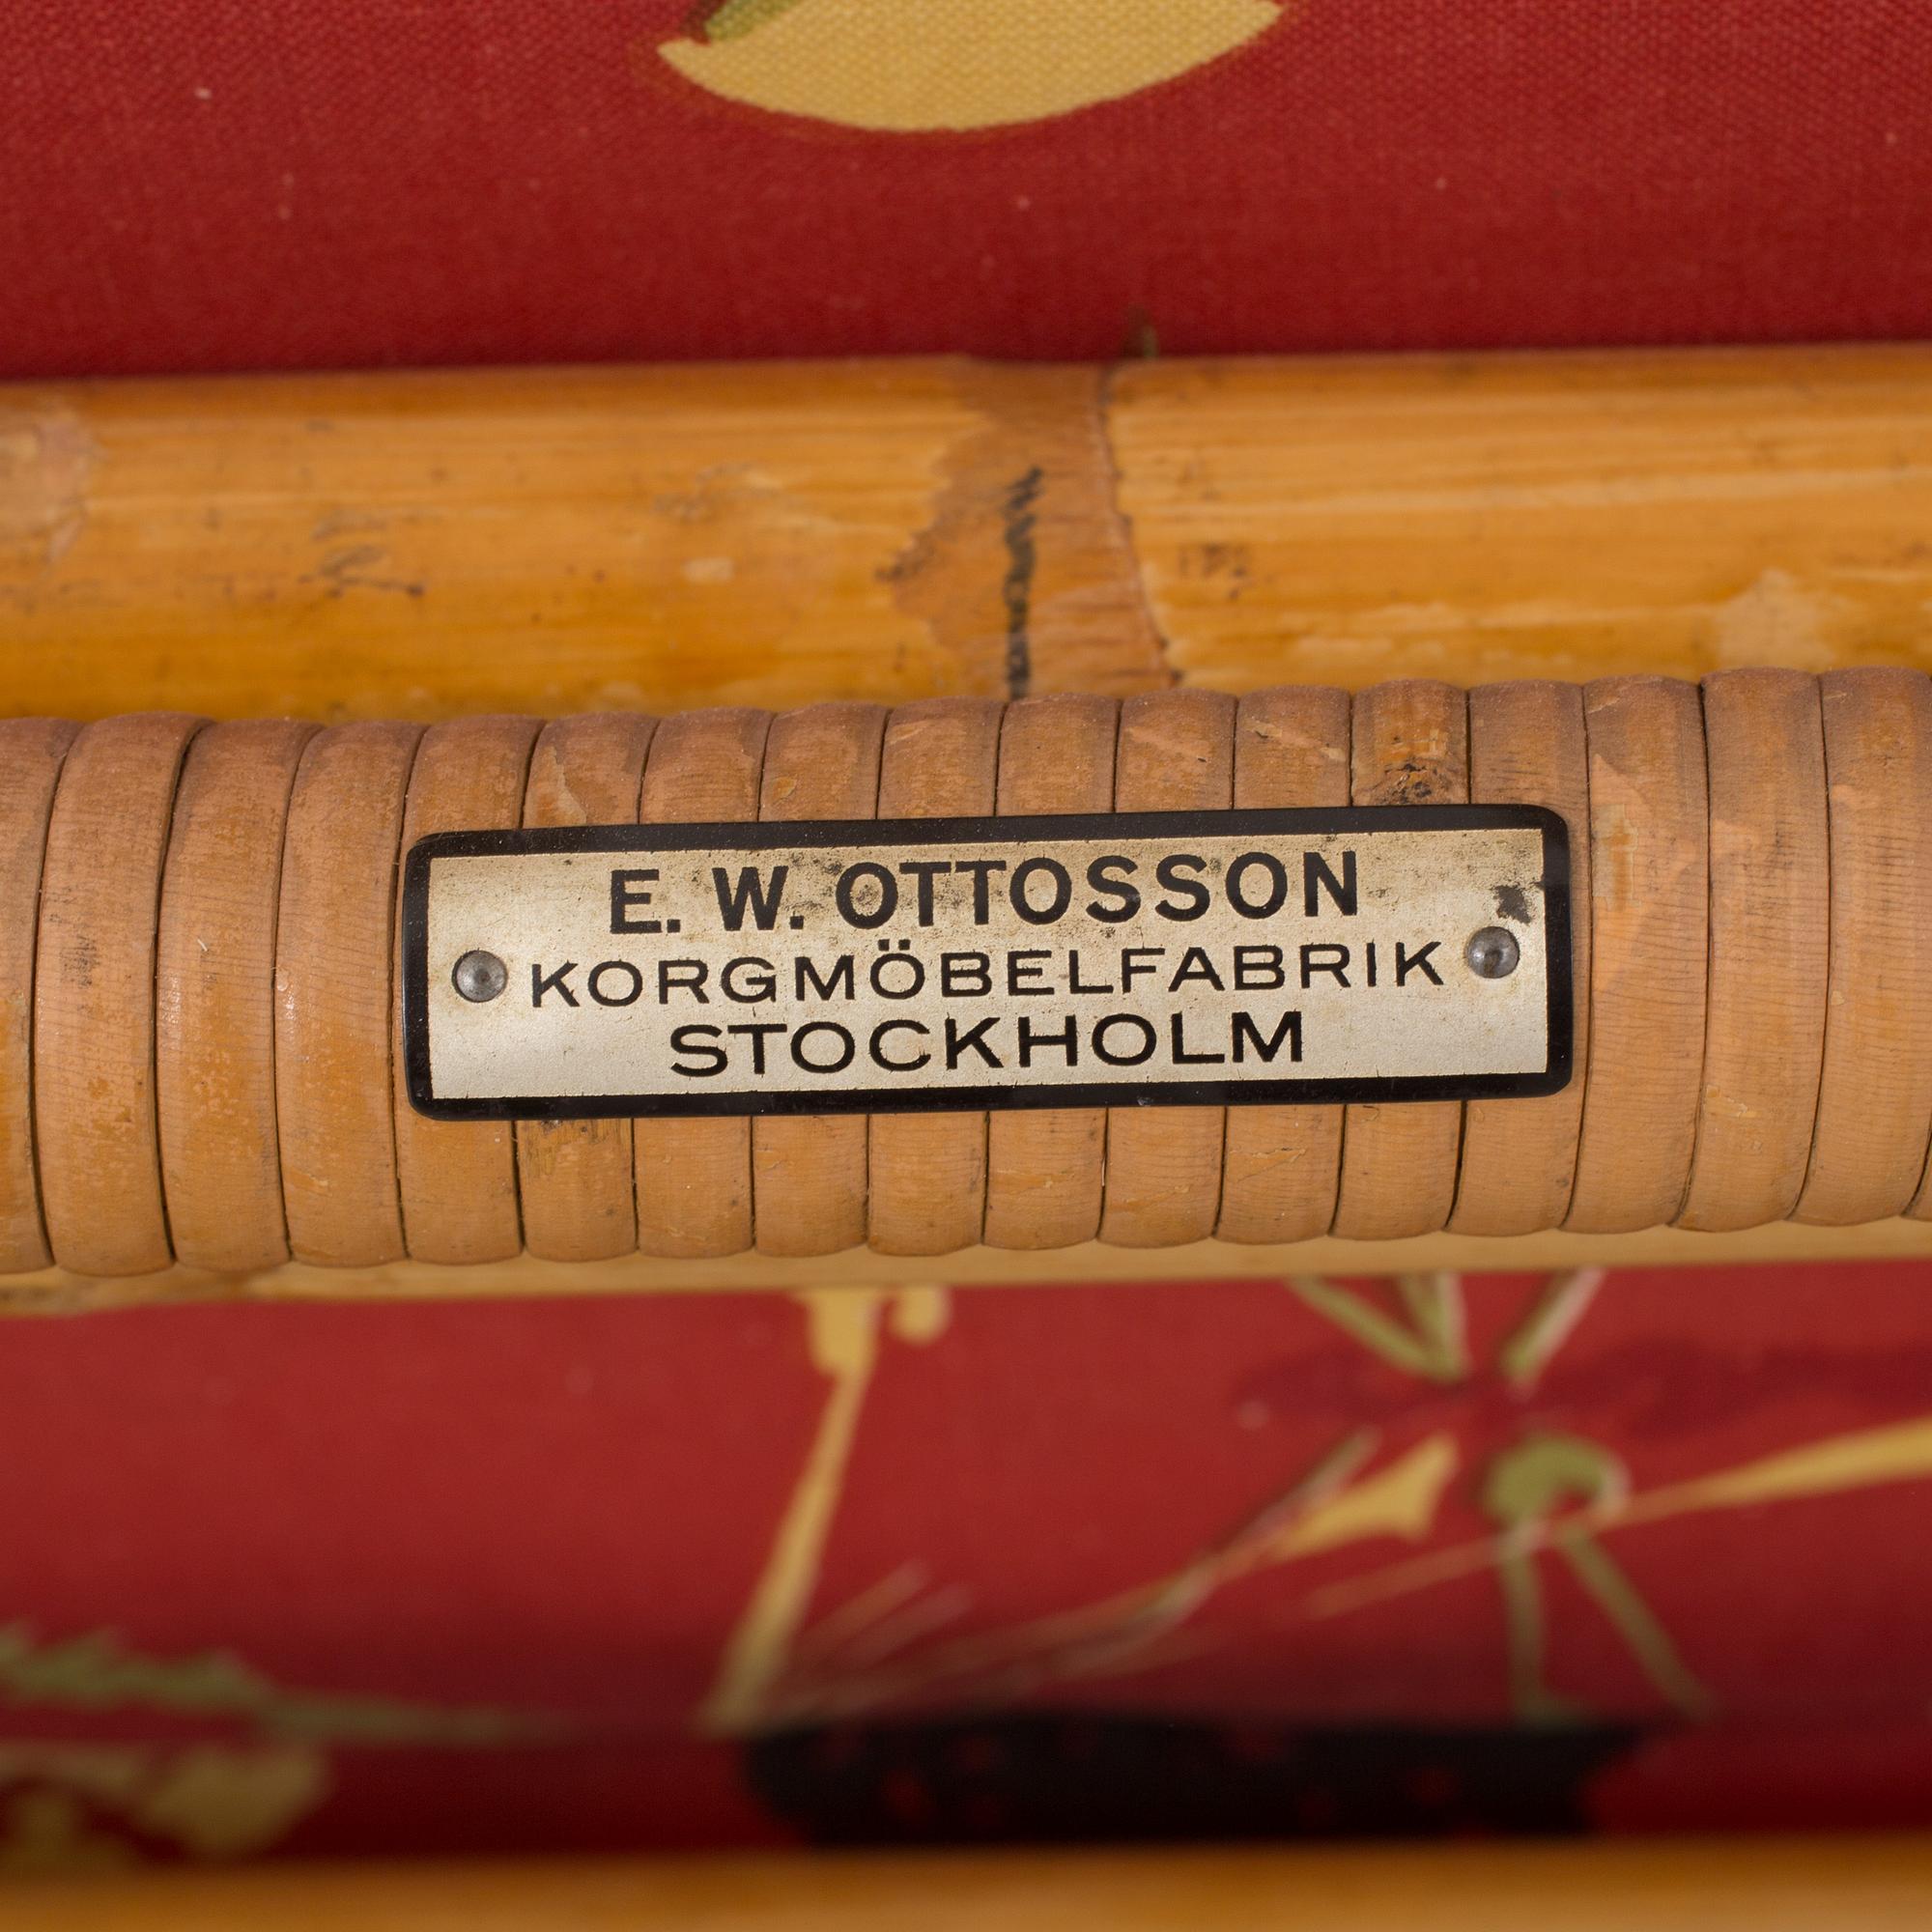 E. W. OTTOSSON
KORGMÖBELFABRIK
STOCKHOLM